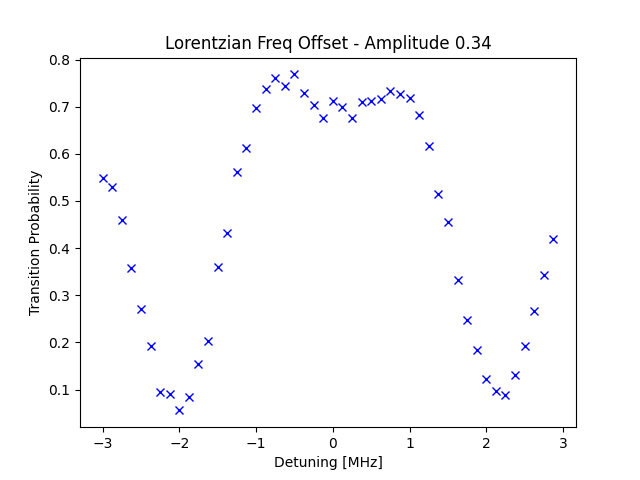 Lorentzian Freq Offset - Amplitude 0.34
Transition Probability
0.8
0.7
0.6
0.5
0.4
0.3
0.2
0.1
−3 −2 −1 0 1 2 3
Detuning [MHz]